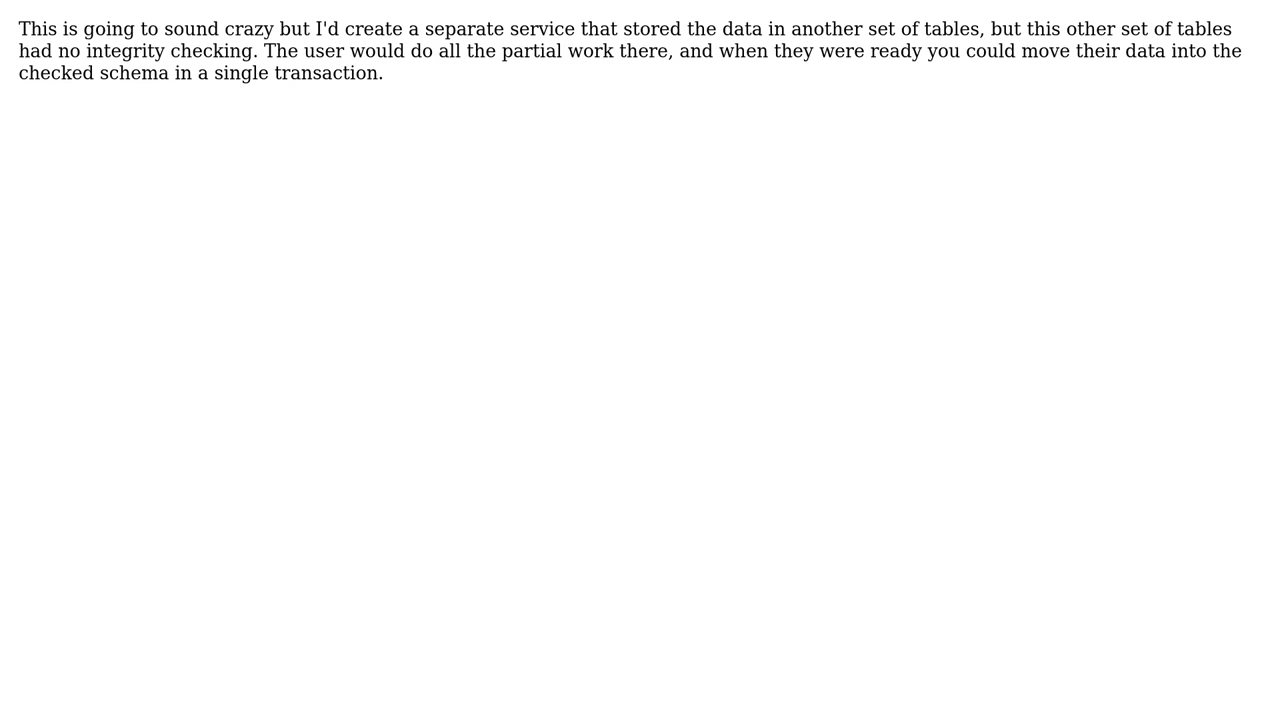 This is going to sound crazy but I'd create a separate service that stored the data in another set of tables, but this other set of tables
had no integrity checking. The user would do all the partial work there, and when they were ready you could move their data into the
checked schema in a single transaction.